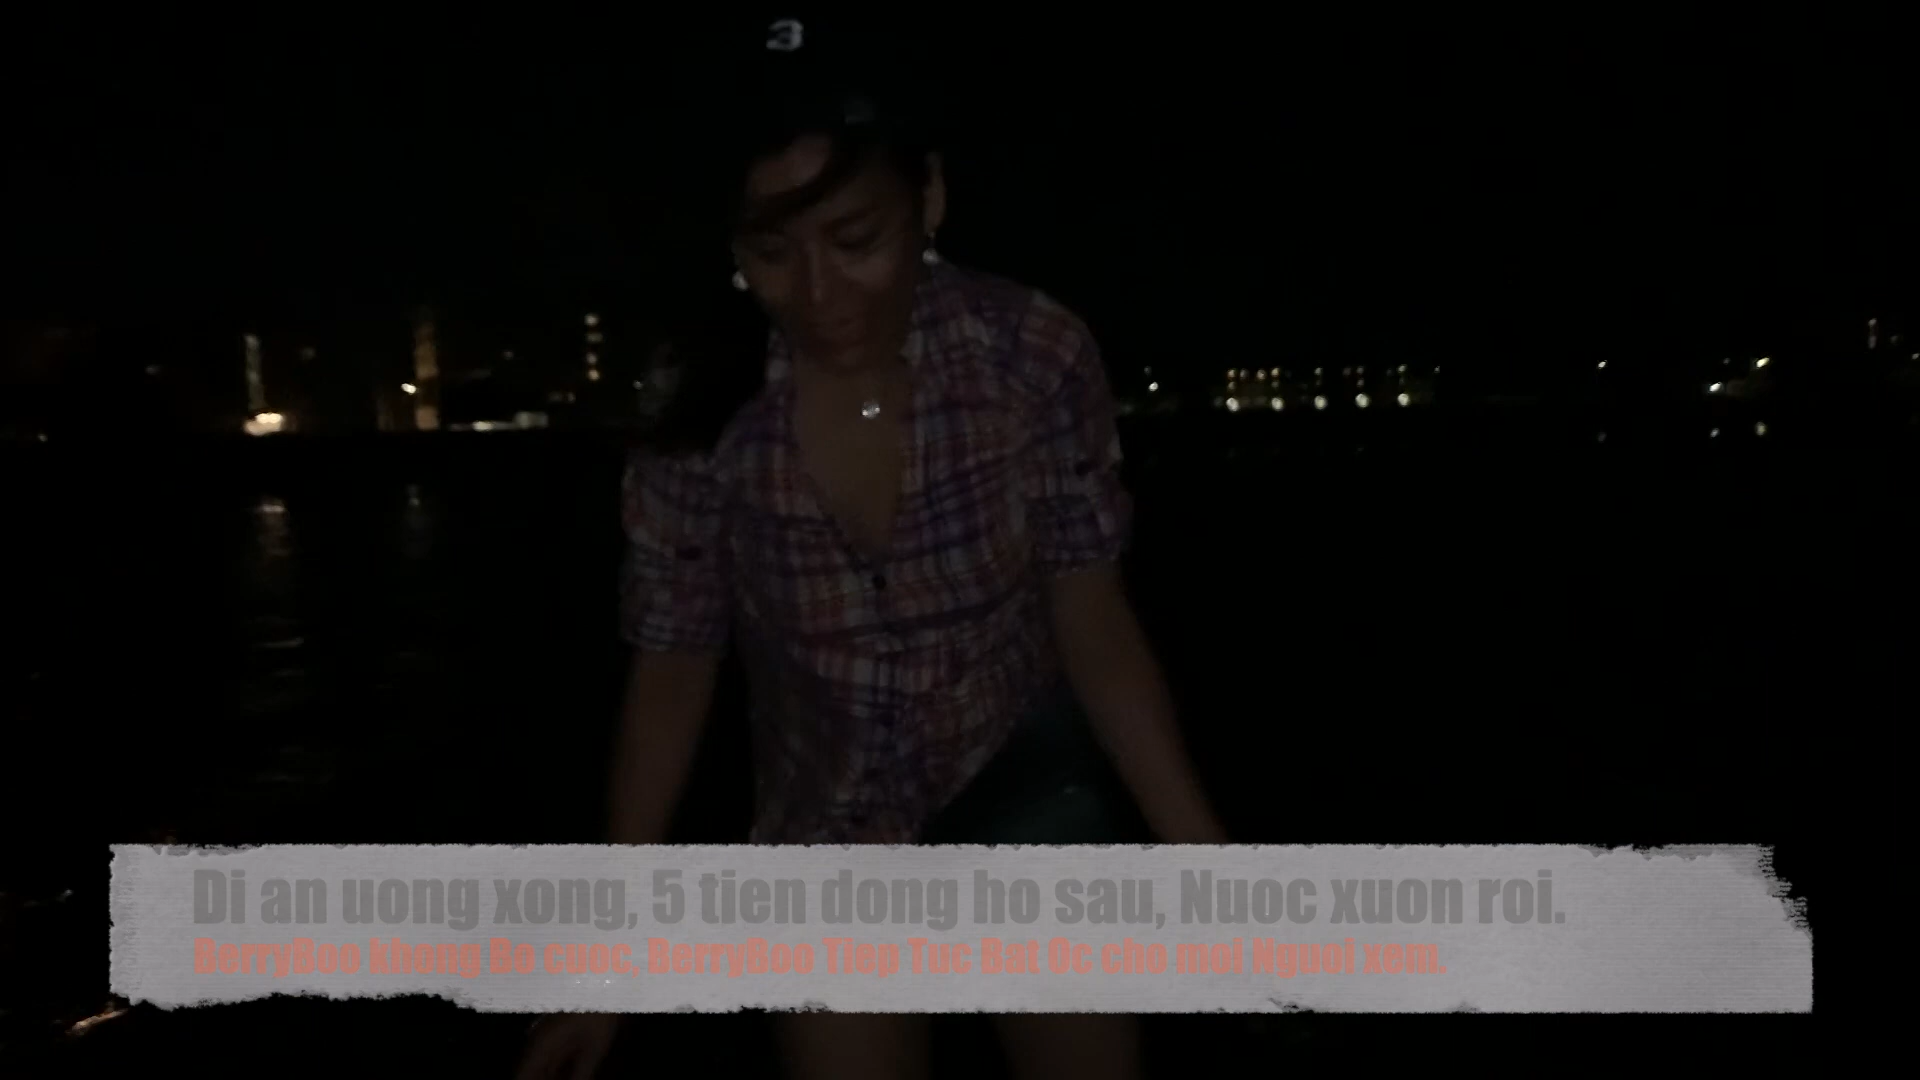 3
Di an uong xong, 5 tien dong ho sau, Nuoc xuon roi.
BerryBoo khong Bo cuoc, BerryBoo Tiep Tuc Bat Oc cho moi Nguoi xem.